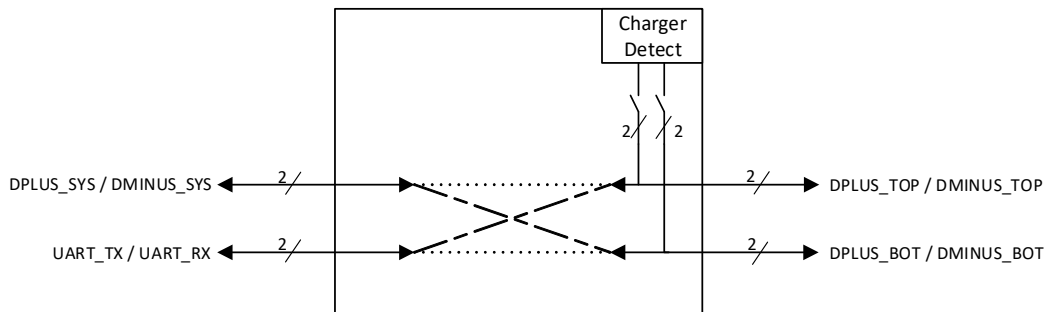 Charger
Detect
2 2
DPLUS_SYS / DMINUS_SYS 2 2 DPLUS_TOP / DMINUS_TOP
UART_TX / UART_RX 2 2 DPLUS_BOT / DMINUS_BOT